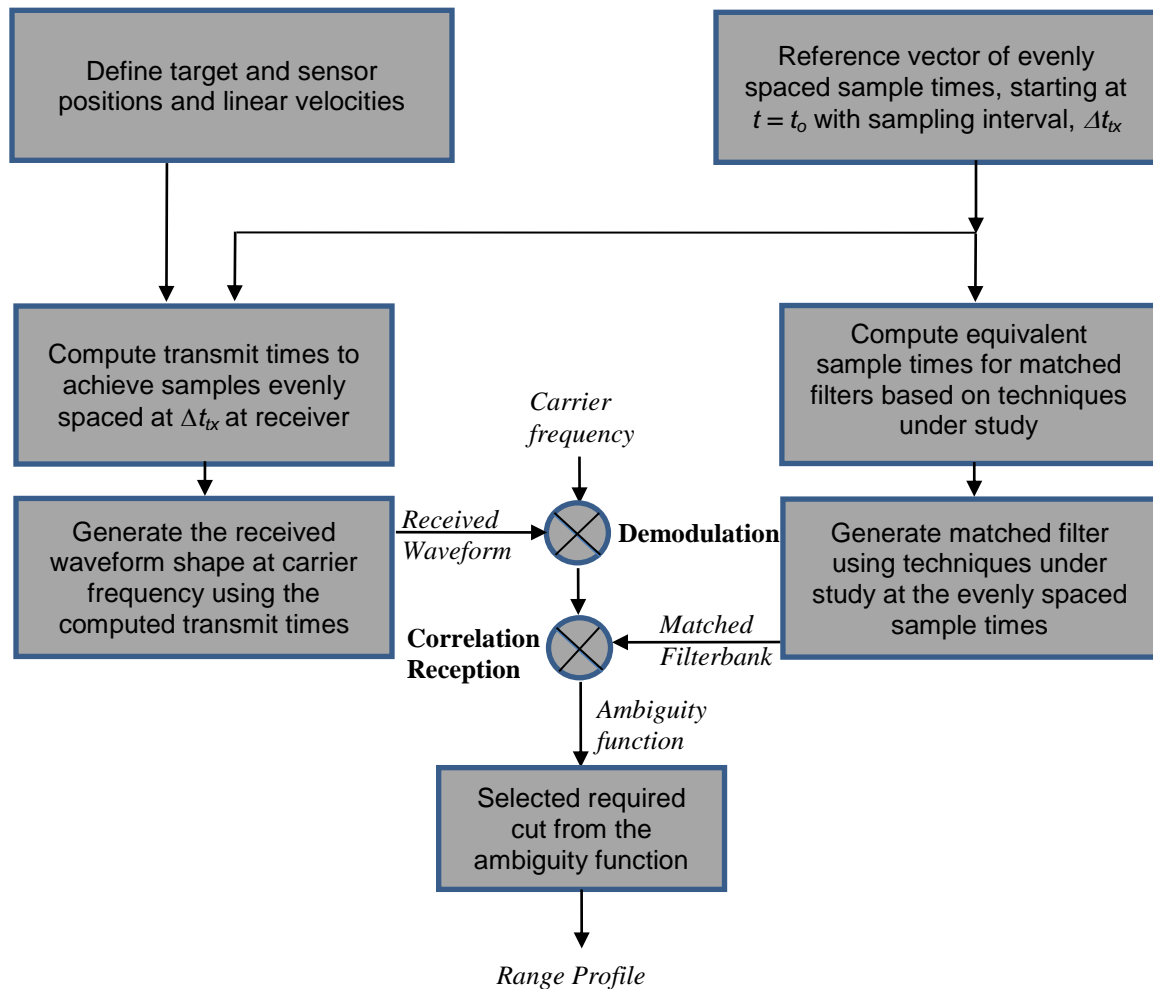 Define target and sensor
positions and linear velocities
Reference vector of evenly
spaced sample times, starting at
t = tₒ with sampling interval, Δtₜₓ
Compute transmit times to
achieve samples evenly
spaced at Δtₜₓ at receiver
Compute equivalent
sample times for matched
filters based on techniques
under study
Carrier
frequency
Generate the received
waveform shape at carrier
frequency using the
computed transmit times
Received
Waveform
Demodulation
Generate matched filter
using techniques under
study at the evenly spaced
sample times
Correlation
Reception
Matched
Filterbank
Ambiguity
function
Selected required
cut from the
ambiguity function
Range Profile